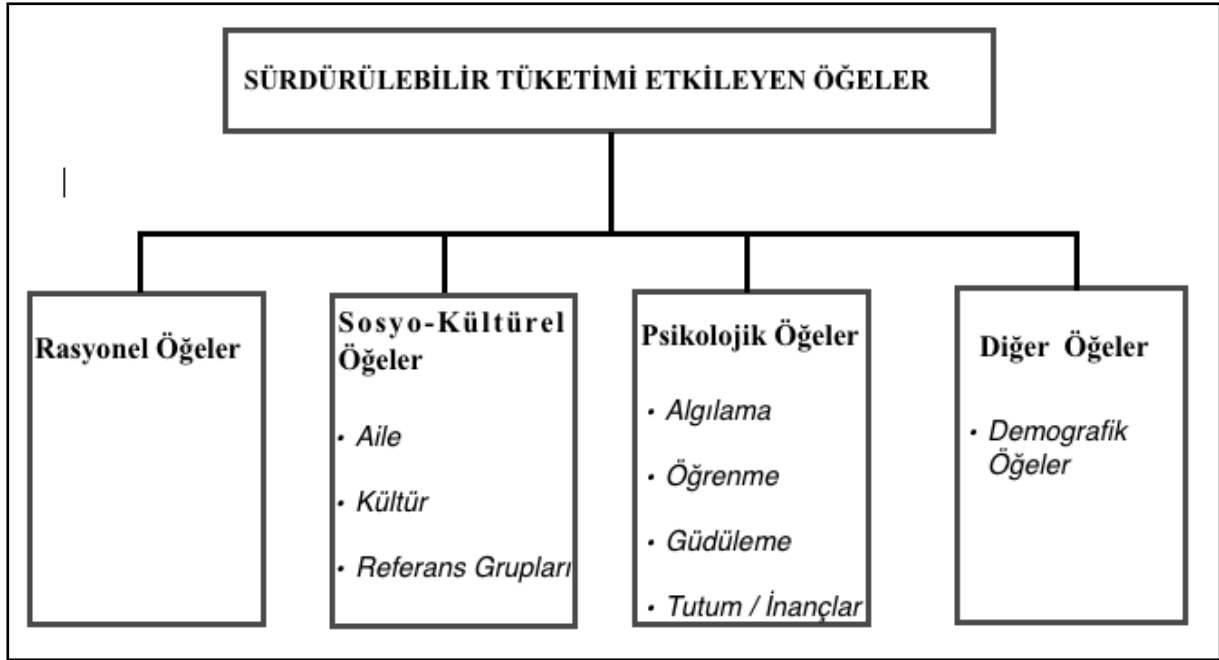 SÜRDÜRÜLEBİLİR TÜKETİMİ ETKİLEYEN ÖĞELER
Rasyonel Öğeler
Sosyo-Kültürel
Öğeler
• Aile
• Kültür
• Referans Grupları
Psikolojik Öğeler
• Algılama
• Öğrenme
• Güdüleme
• Tutum / İnançlar
Diğer Öğeler
• Demografik
Öğeler